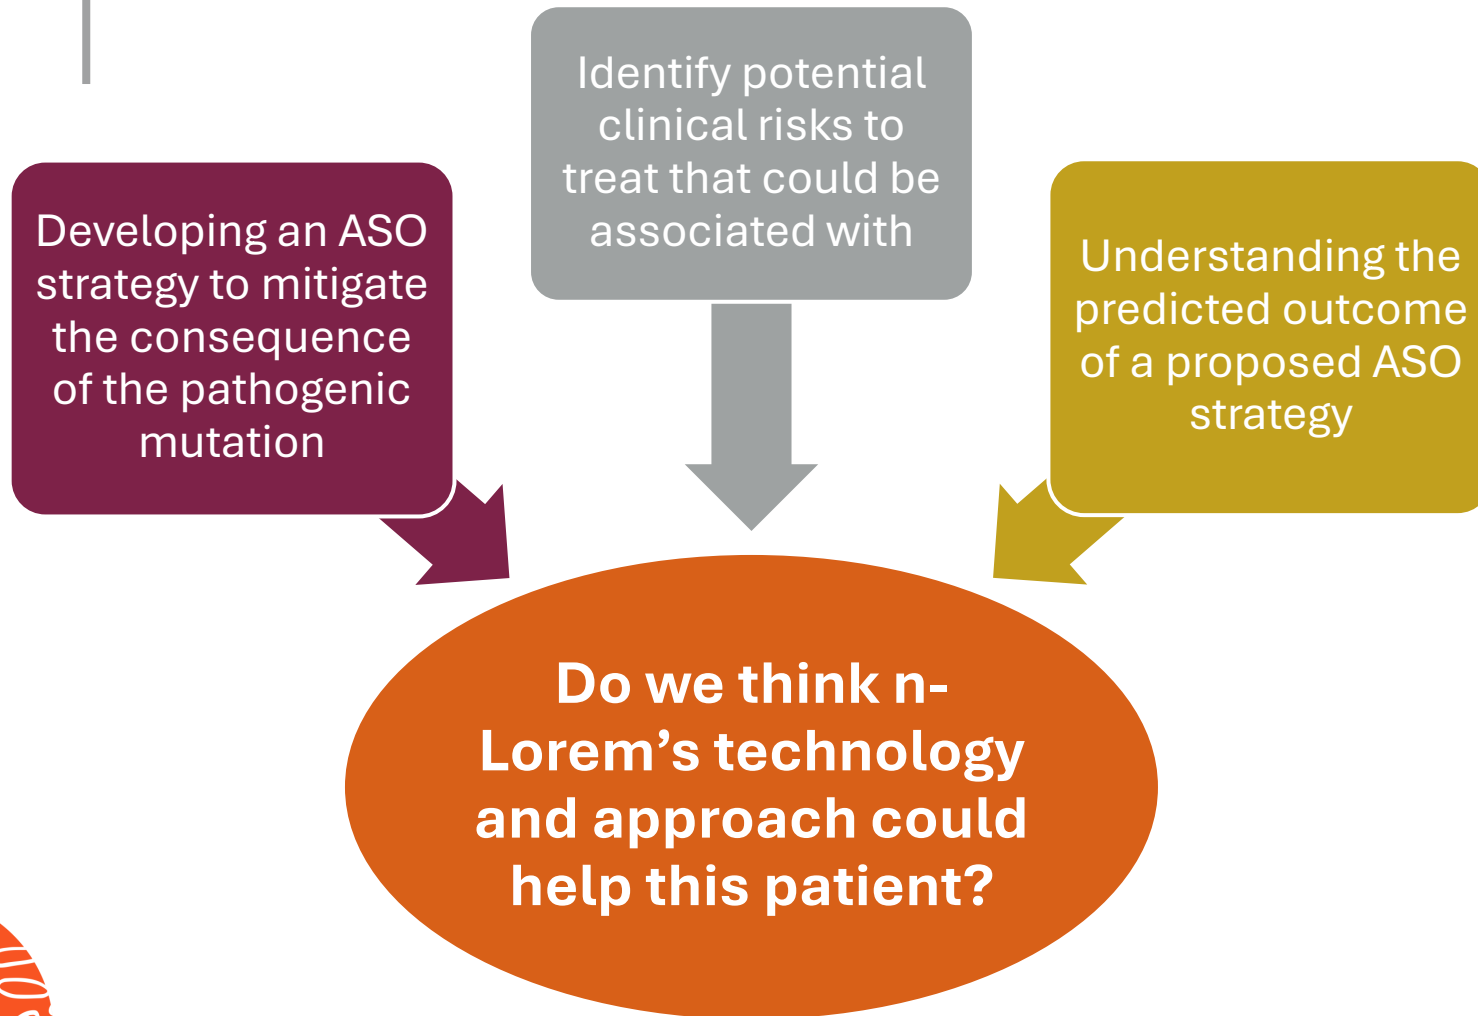 Identify potential
clinical risks to
treat that could be
associated with
Developing an ASO
strategy to mitigate
the consequence
of the pathogenic
mutation
Understanding the
predicted outcome
of a proposed ASO
strategy
Do we think n-
Lorem’s technology
and approach could
help this patient?